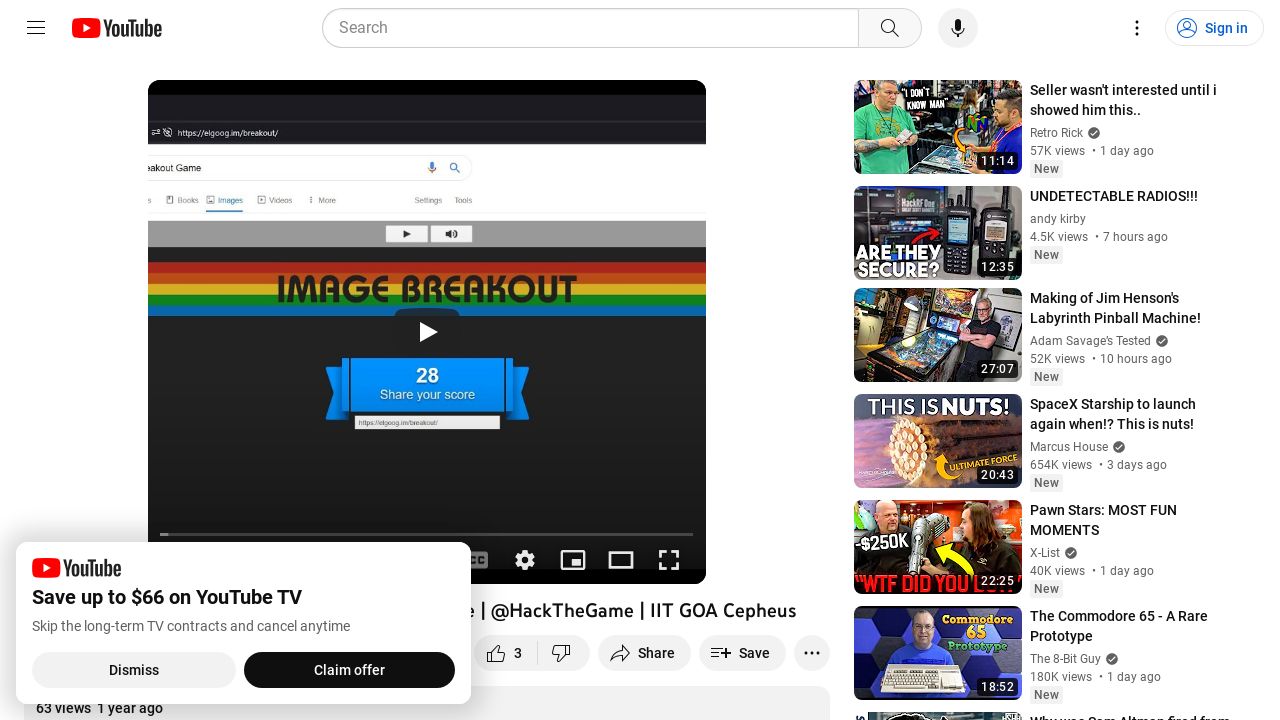 YouTube
Search
Sign in
https://elgoog.im/breakout/
eakout Game
Books
Images
Videos
More
Settings
Tools
IMAGE BREAKOUT
28
Share your score
https://elgoog.im/breakout/
CC
YouTube
Save up to $66 on YouTube TV
Skip the long-term TV contracts and cancel anytime
Dismiss
Claim offer
| @HackTheGame | IIT GOA Cepheus
3
Share
Save
63 views 1 year ago
"I DON'T
KNOW MAN"
11:14
Seller wasn't interested until i
showed him this..
Retro Rick
57K views • 1 day ago
New
HackRF One
ARE THEY
SECURE?
12:35
UNDETECTABLE RADIOS!!!
andy kirby
4.5K views • 7 hours ago
New
27:07
Making of Jim Henson's
Labyrinth Pinball Machine!
Adam Savage's Tested
52K views • 10 hours ago
New
THIS IS NUTS!
ULTIMATE FORCE
20:43
SpaceX Starship to launch
again when!? This is nuts!
Marcus House
654K views • 3 days ago
New
-$250K
"WTF DID YOU
22:25
Pawn Stars: MOST FUN
MOMENTS
X-List
40K views • 1 day ago
New
Commodore
65
Prototype
18:52
The Commodore 65 - A Rare
Prototype
The 8-Bit Guy
180K views • 1 day ago
New
Why was Sam Altman fired from